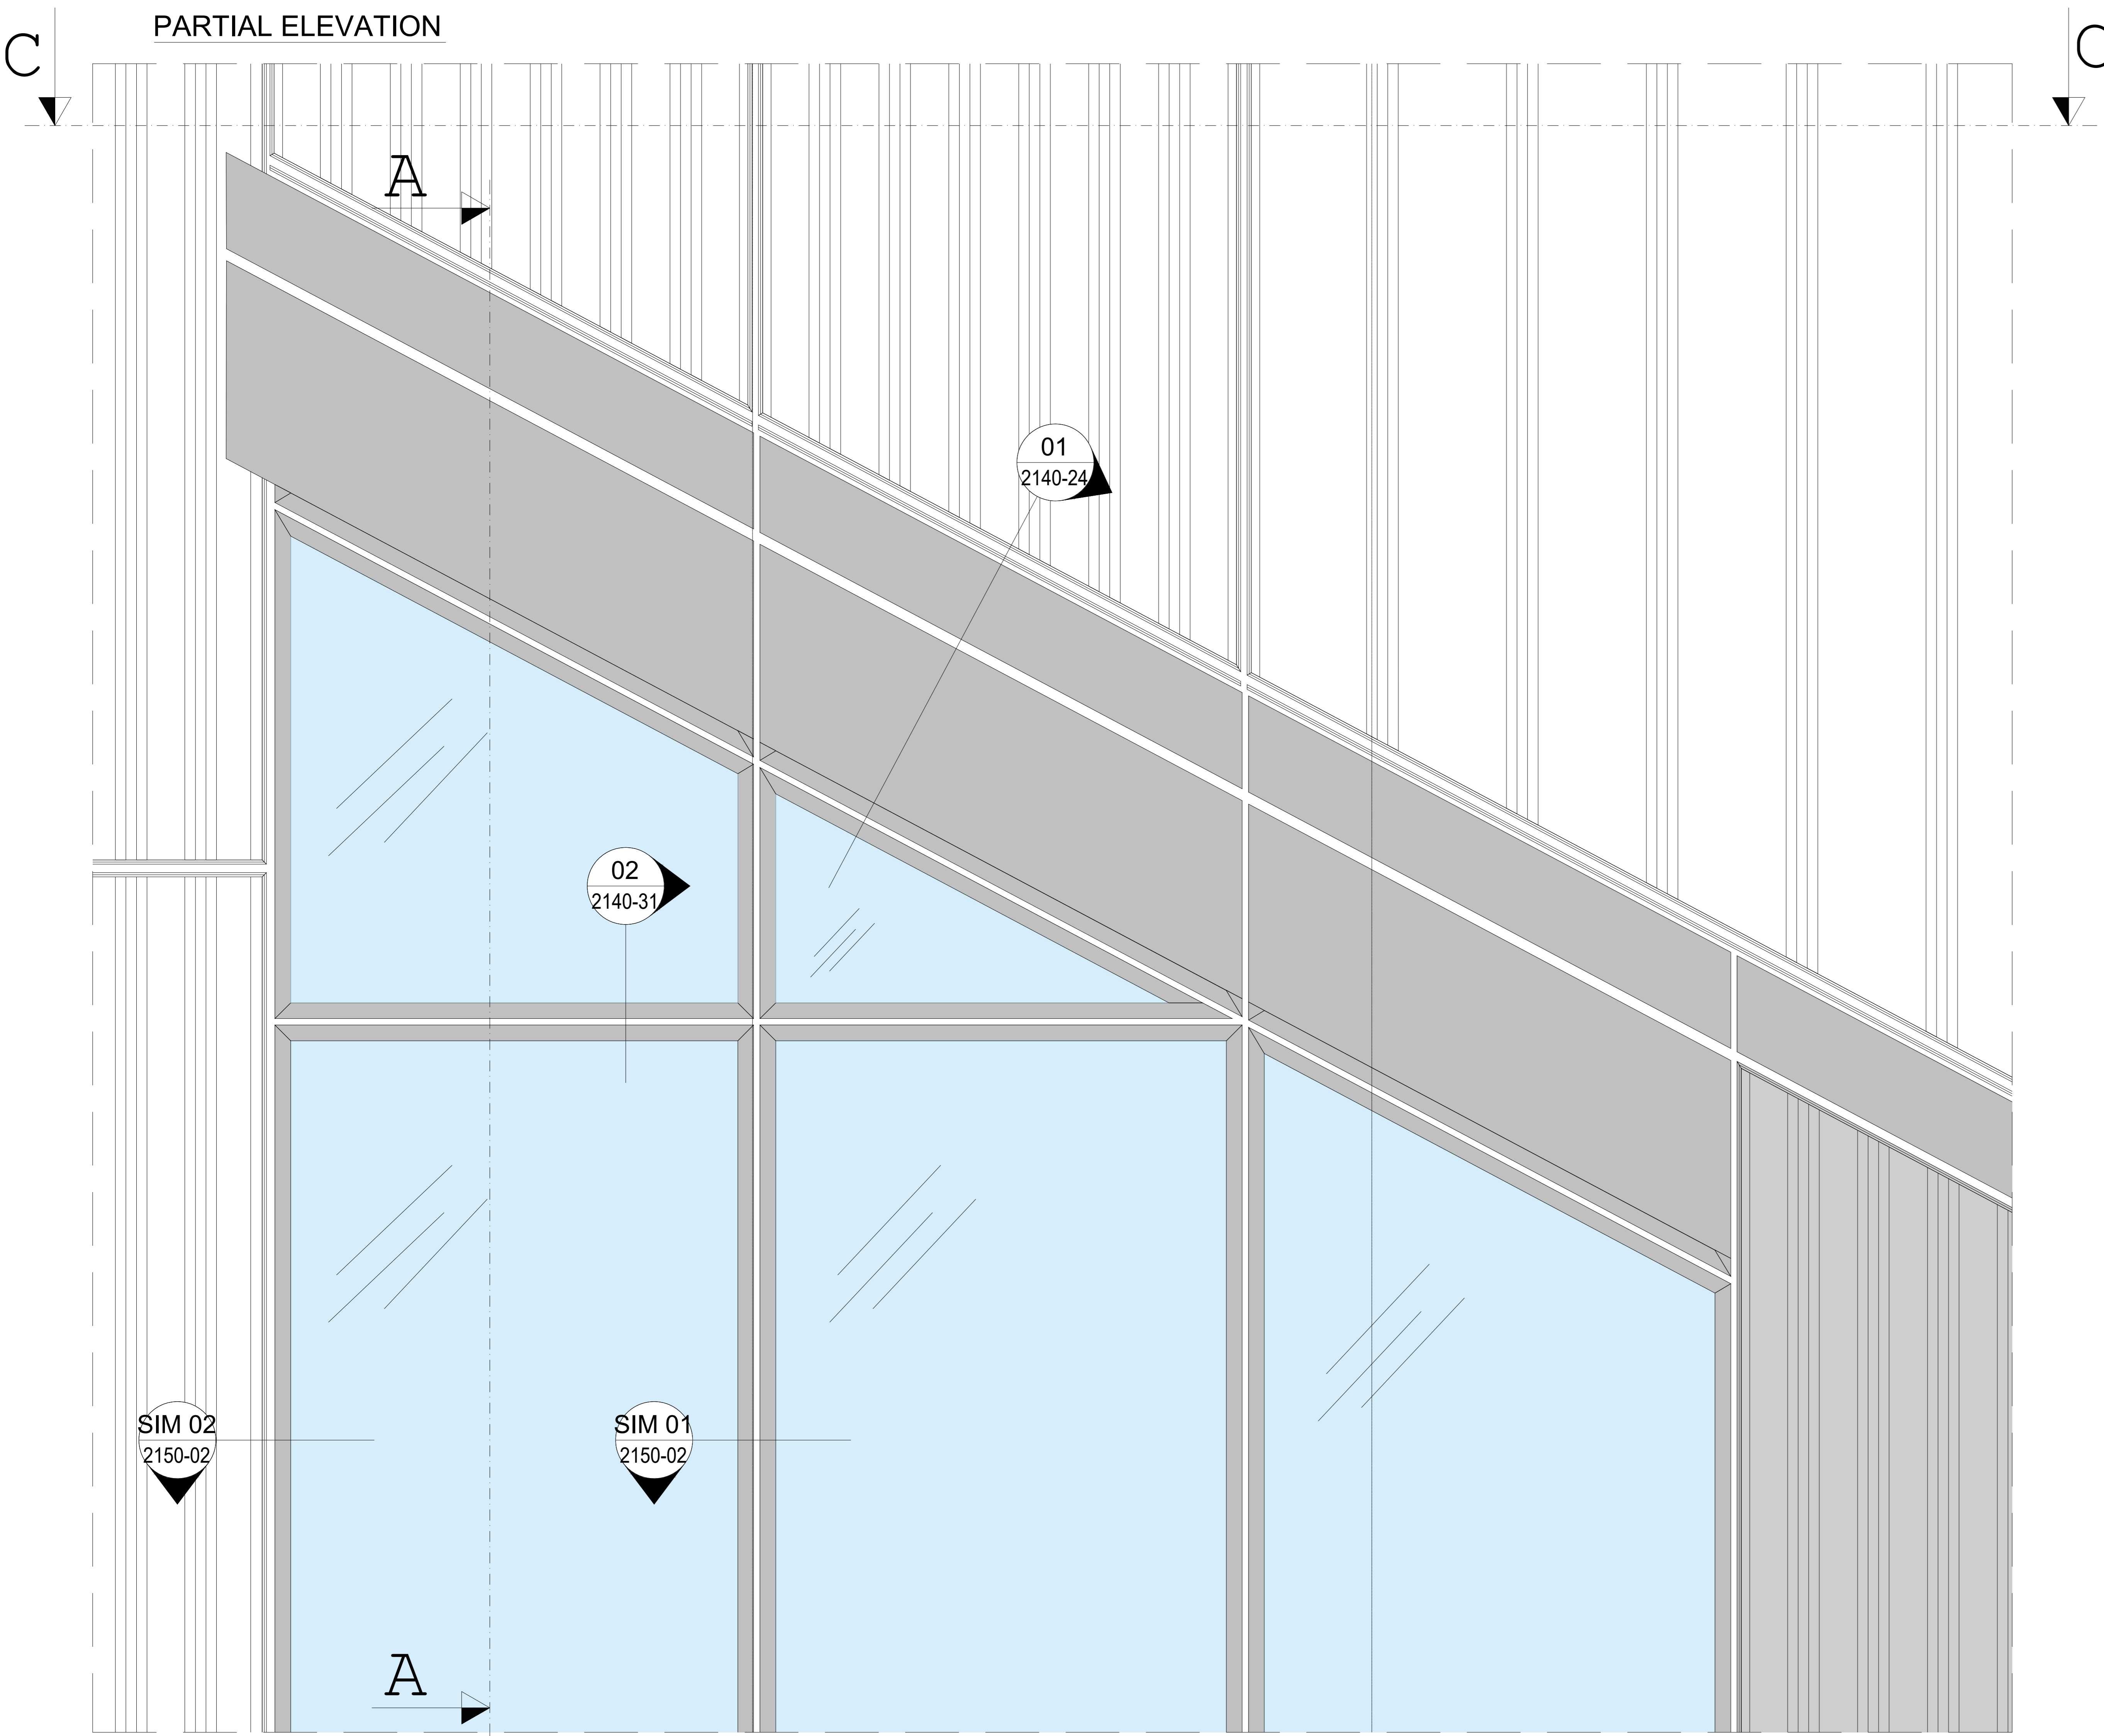 PARTIAL ELEVATION
C
C
A
01
2140-24
02
2140-31
SIM 02
2150-02
SIM 01
2150-02
A